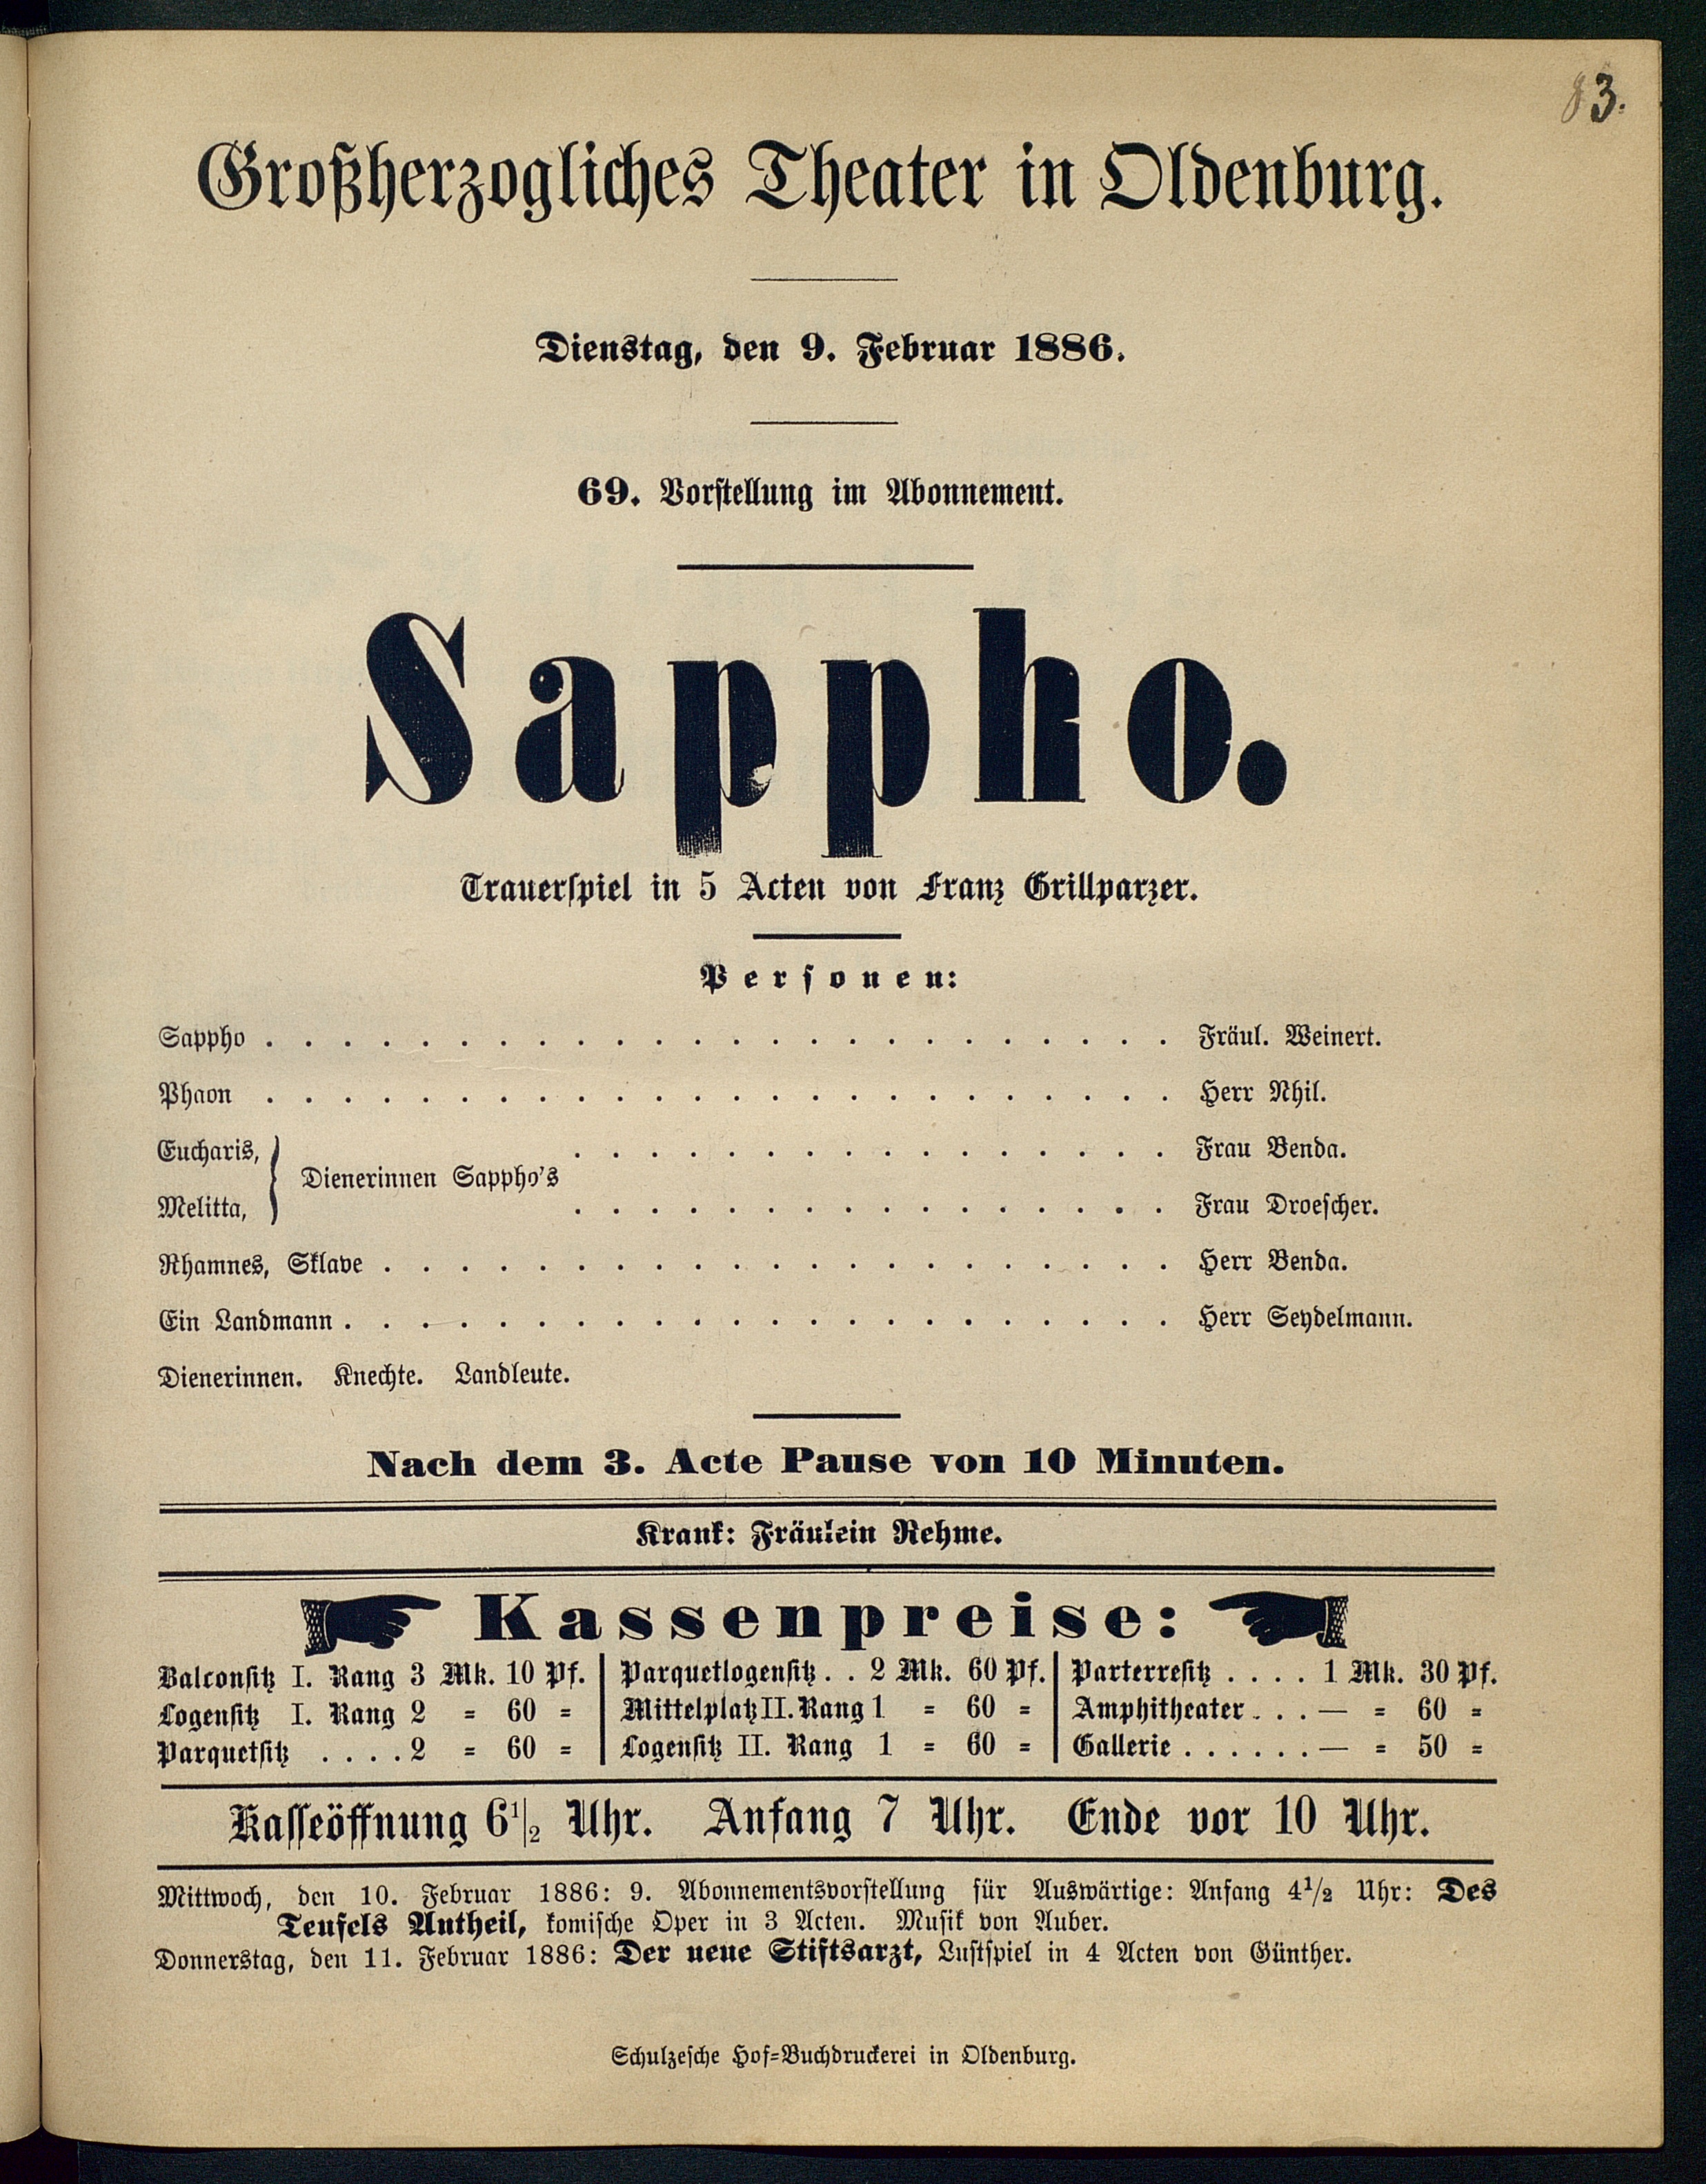 83.
Großherzogliches Theater in Oldenburg.
Dienstag, den 9. Februar 1886.
69. Vorstellung im Abonnement.
Sappho.
Trauerspiel in 5 Acten von Franz Grillparzer.
Personen:
Sappho . . . . . . . . . . . . . . . . . . . . . . . . Fräul. Weinert.
Phaon . . . . . . . . . . . . . . . . . . . . . . . . Herr Nhil.
Eucharis, } Dienerinnen Sappho's . . . . . . . . . . . . . . . . Frau Benda.
Melitta, } . . . . . . . . . . . . . . . . Frau Droescher.
Rhamnes, Sklave . . . . . . . . . . . . . . . . . . . . . Herr Benda.
Ein Landmann . . . . . . . . . . . . . . . . . . . . . . Herr Seydelmann.
Dienerinnen. Knechte. Landleute.
Nach dem 3. Acte Pause von 10 Minuten.
Krank: Fräulein Rehme.
Kassenpreise:
Balconsitz I. Rang 3 Mk. 10 Pf. | Parquetlogensitz . . 2 Mk. 60 Pf. | Parterresitz . . . . 1 Mk. 30 Pf.
Logensitz I. Rang 2 = 60 = | Mittelplatz II. Rang 1 = 60 = | Amphitheater . . . — = 60 =
Parquetsitz . . . . 2 = 60 = | Logensitz II. Rang 1 = 60 = | Gallerie . . . . . . — = 50 =
Kasseöffnung 6 1/2 Uhr. Anfang 7 Uhr. Ende vor 10 Uhr.
Mittwoch, den 10. Februar 1886: 9. Abonnementsvorstellung für Auswärtige: Anfang 4 1/2 Uhr: Des
Teufels Antheil, komische Oper in 3 Acten. Musik von Auber.
Donnerstag, den 11. Februar 1886: Der neue Stiftsarzt, Lustspiel in 4 Acten von Günther.
Schulzesche Hof=Buchdruckerei in Oldenburg.